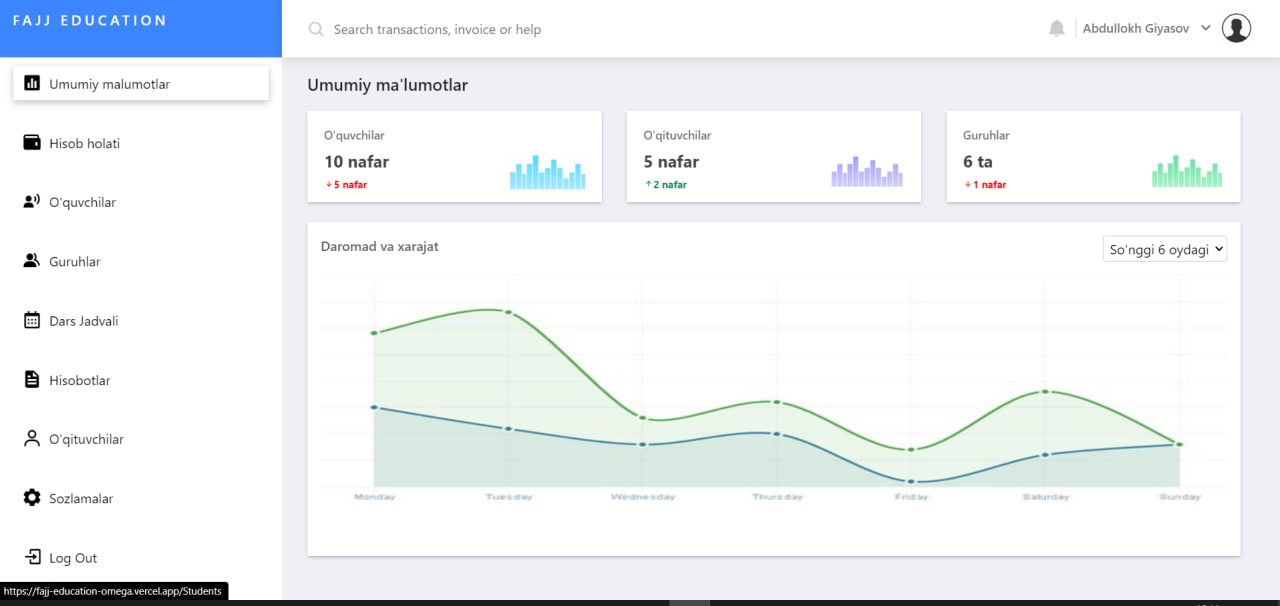 FAJJ EDUCATION
Search transactions, invoice or help
Abdullokh Giyasov
Umumiy malumotlar
Hisob holati
O'quvchilar
Guruhlar
Dars Jadvali
Hisobotlar
O'qituvchilar
Sozlamalar
Log Out
https://fajj-education-omega.vercel.app/Students
Umumiy ma'lumotlar
O'quvchilar
10 nafar
↓5 nafar
O'qituvchilar
5 nafar
↑2 nafar
Guruhlar
6 ta
↓1 nafar
Daromad va xarajat
So'nggi 6 oydagi
Monday Tuesday Wednesday Thursday Friday Saturday Sunday